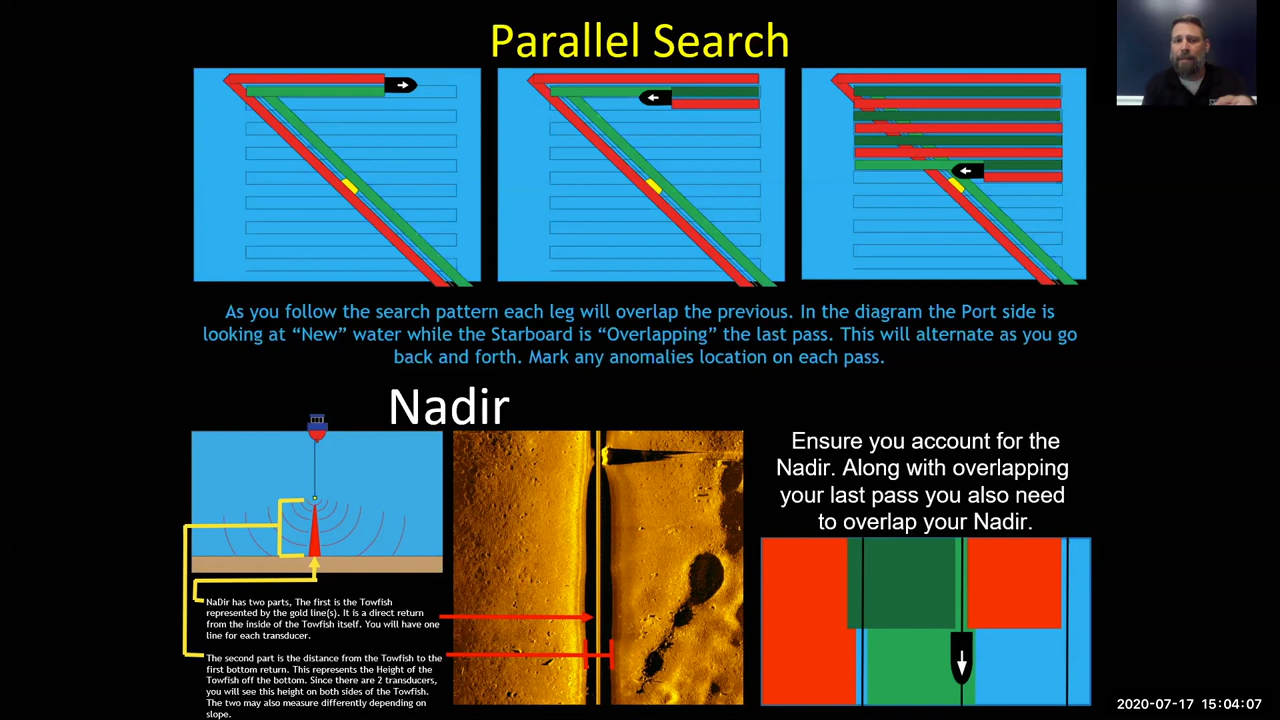 Parallel Search
As you follow the search pattern each leg will overlap the previous. In the diagram the Port side is
looking at “New” water while the Starboard is “Overlapping” the last pass. This will alternate as you go
back and forth. Mark any anomalies location on each pass.
Nadir
Ensure you account for the
Nadir. Along with overlapping
your last pass you also need
to overlap your Nadir.
NaDir has two parts, The first is the Towfish
represented by the gold line(s). It is a direct return
from the inside of the Towfish itself. You will have one
line for each transducer.
The second part is the distance from the Towfish to the
first bottom return. This represents the Height of the
Towfish off the bottom. Since there are 2 transducers,
you will see this height on both sides of the Towfish.
The two may also measure differently depending on
slope.
2020-07-17 15:04:07